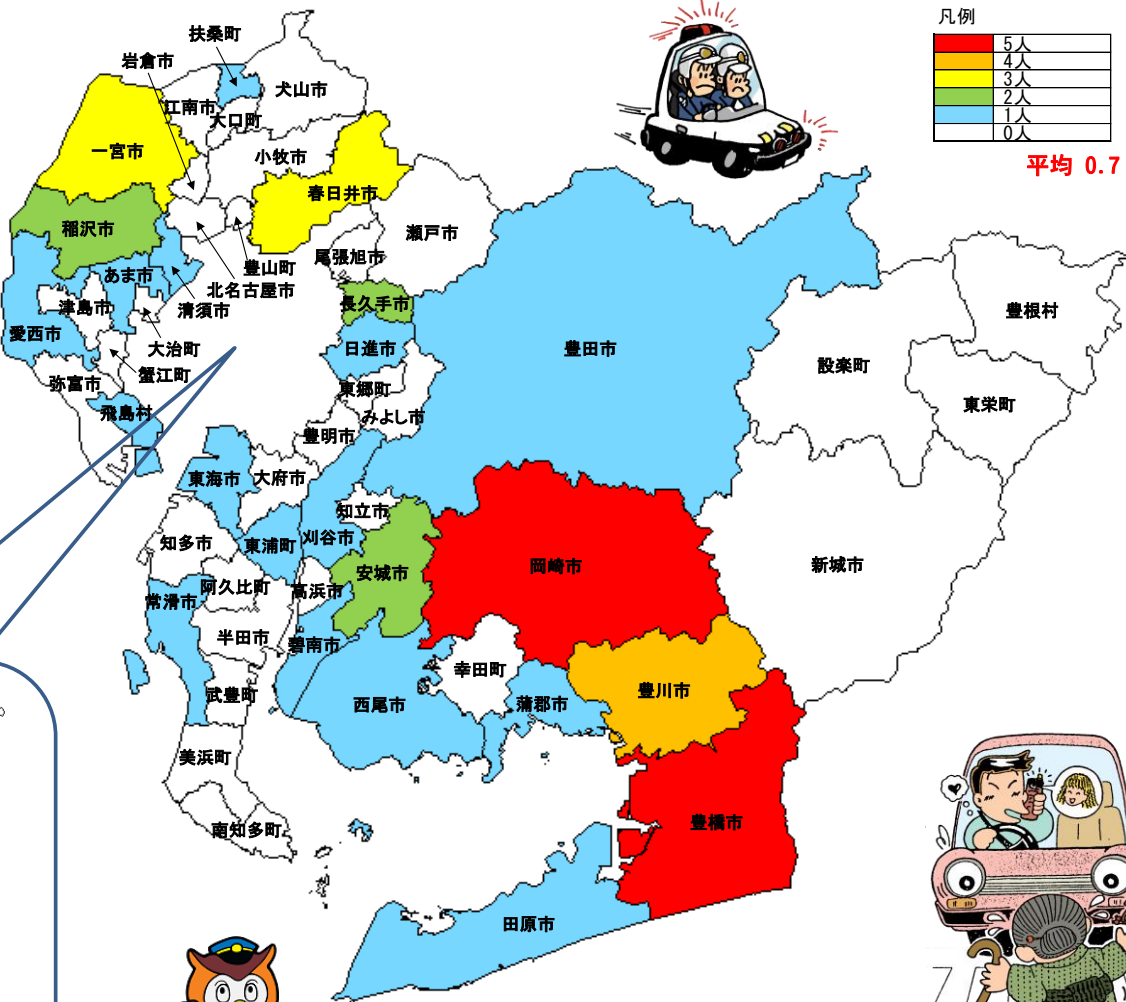 凡例
5人
4人
3人
2人
1人
0人
平均 0.7
扶桑町
岩倉市
江南市
犬山市
大口町
一宮市
小牧市
春日井市
稲沢市
瀬戸市
尾張旭市
豊山町
北名古屋市
あま市
清須市
津島市
長久手市
愛西市
大治町
日進市
豊田市
蟹江町
弥富市
東郷町
飛島村
みよし市
豊明市
設楽町
豊根村
東栄町
東海市
大府市
知立市
知多市
東浦町
刈谷市
安城市
岡崎市
新城市
阿久比町
高浜市
常滑市
半田市
碧南市
幸田町
武豊町
西尾市
蒲郡市
豊川市
美浜町
南知多町
豊橋市
田原市